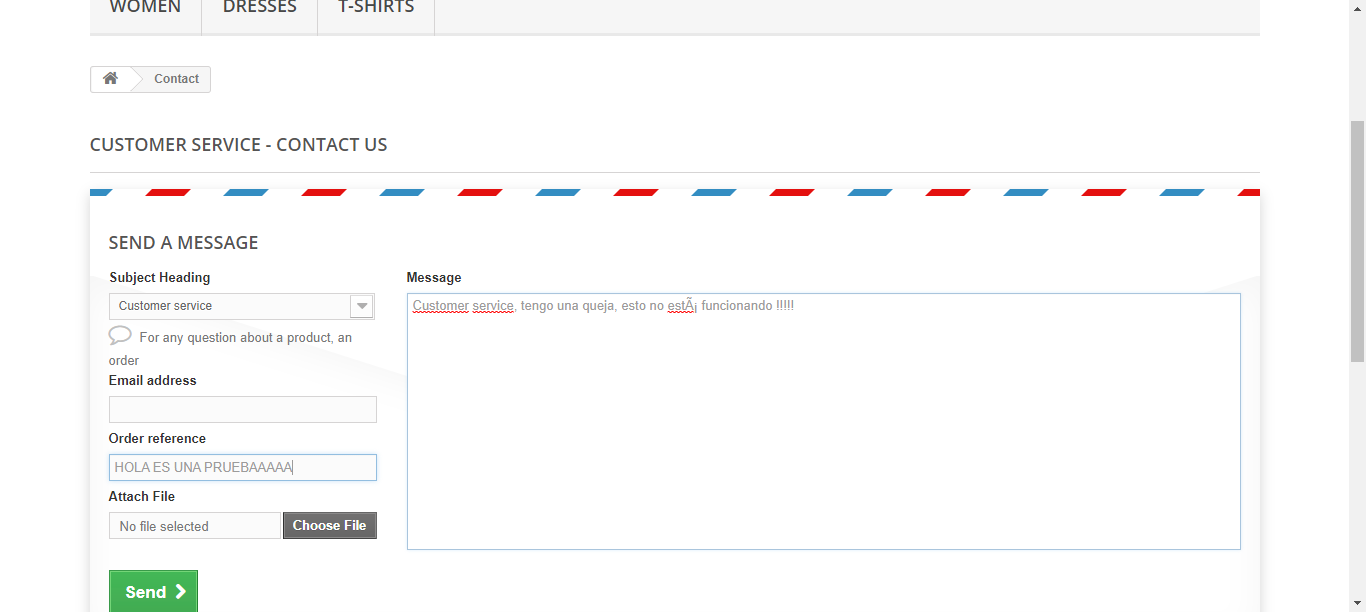 WOMEN DRESSES T-SHIRTS
Contact
CUSTOMER SERVICE - CONTACT US
SEND A MESSAGE
Subject Heading
Customer service
For any question about a product, an
order
Email address
Order reference
HOLA ES UNA PRUEBAAAAA
Attach File
No file selected Choose File
Send
Message
Customer service, tengo una queja, esto no estÃ¡ funcionando !!!!!